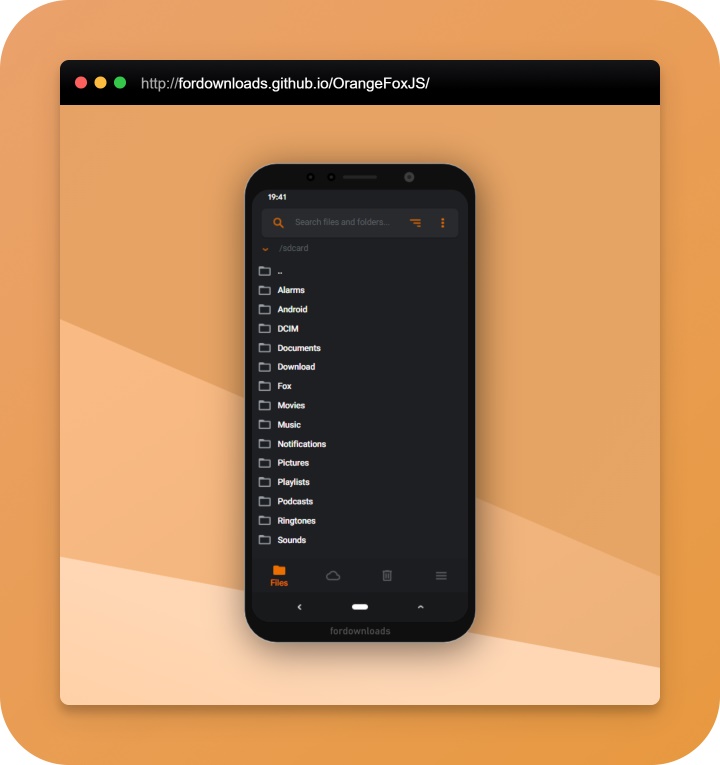 http://fordownloads.github.io/OrangeFoxJS/
19:41
Search files and folders...
/sdcard
..
Alarms
Android
DCIM
Documents
Download
Fox
Movies
Music
Notifications
Pictures
Playlists
Podcasts
Ringtones
Sounds
Files
fordownloads